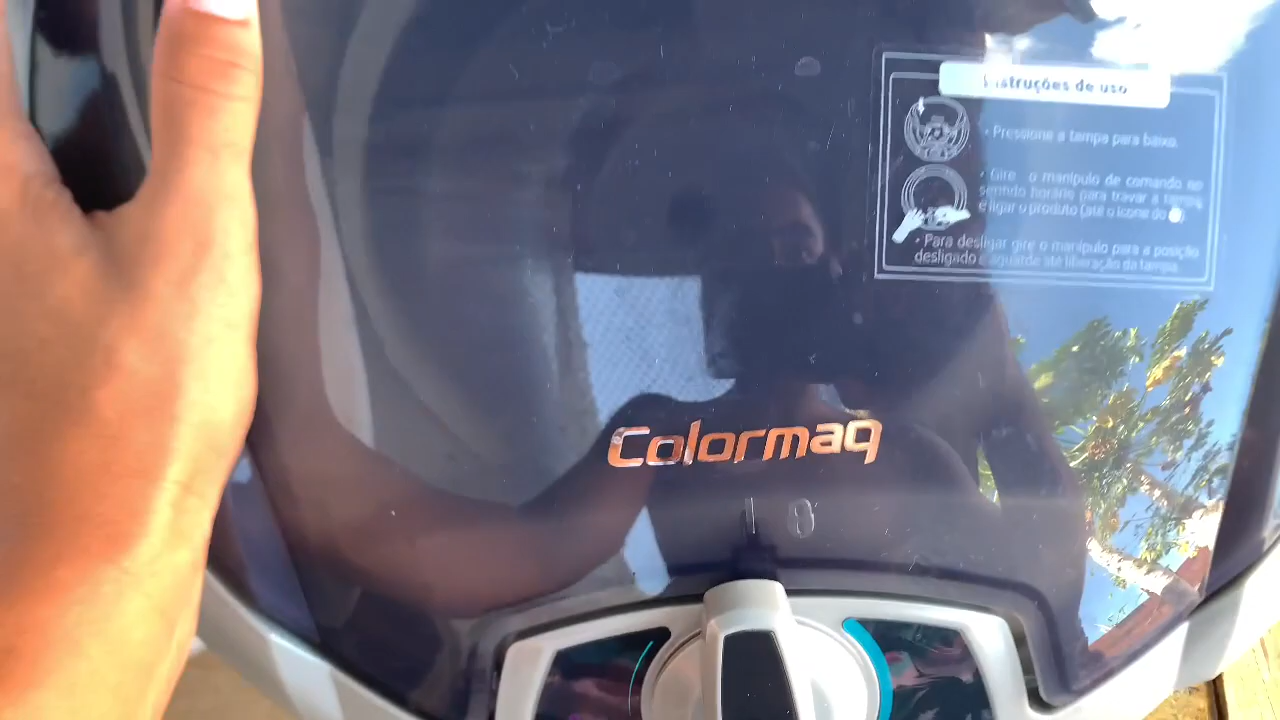 Instruções de uso
• Pressione a tampa para baixo.
• Gire o manípulo de comando no
sentido horário para travar a tampa
e ligar o produto (até o ícone do
• Para desligar gire o manípulo para a posição
desligado e aguarde até liberação da tampa.
Colormaq